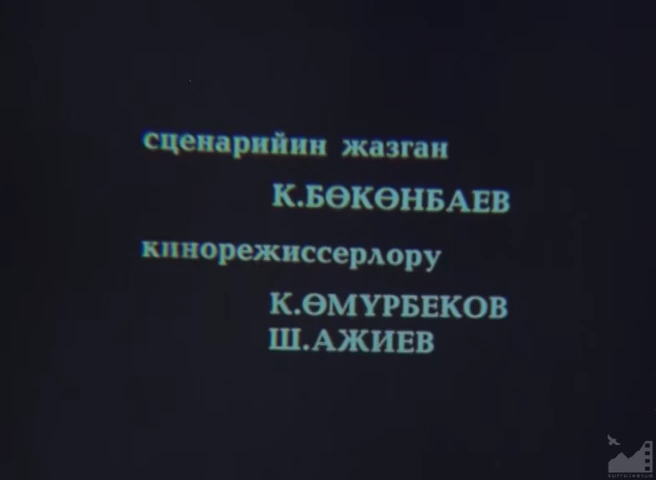 сценарийин жазган
К.БӨКӨНБАЕВ
кинорежиссерлору
К.ӨМҮРБЕКОВ
Ш.АЖИЕВ